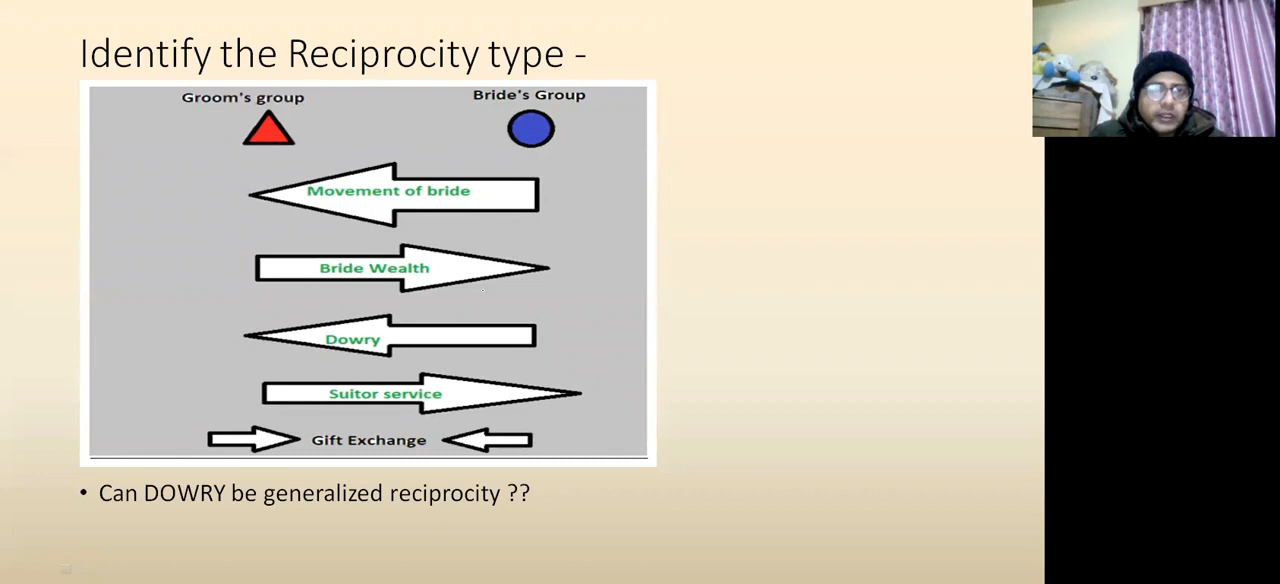 Identify the Reciprocity type -
Groom's group
Bride's Group
Movement of bride
Bride Wealth
Dowry
Suitor service
Gift Exchange
• Can DOWRY be generalized reciprocity ??